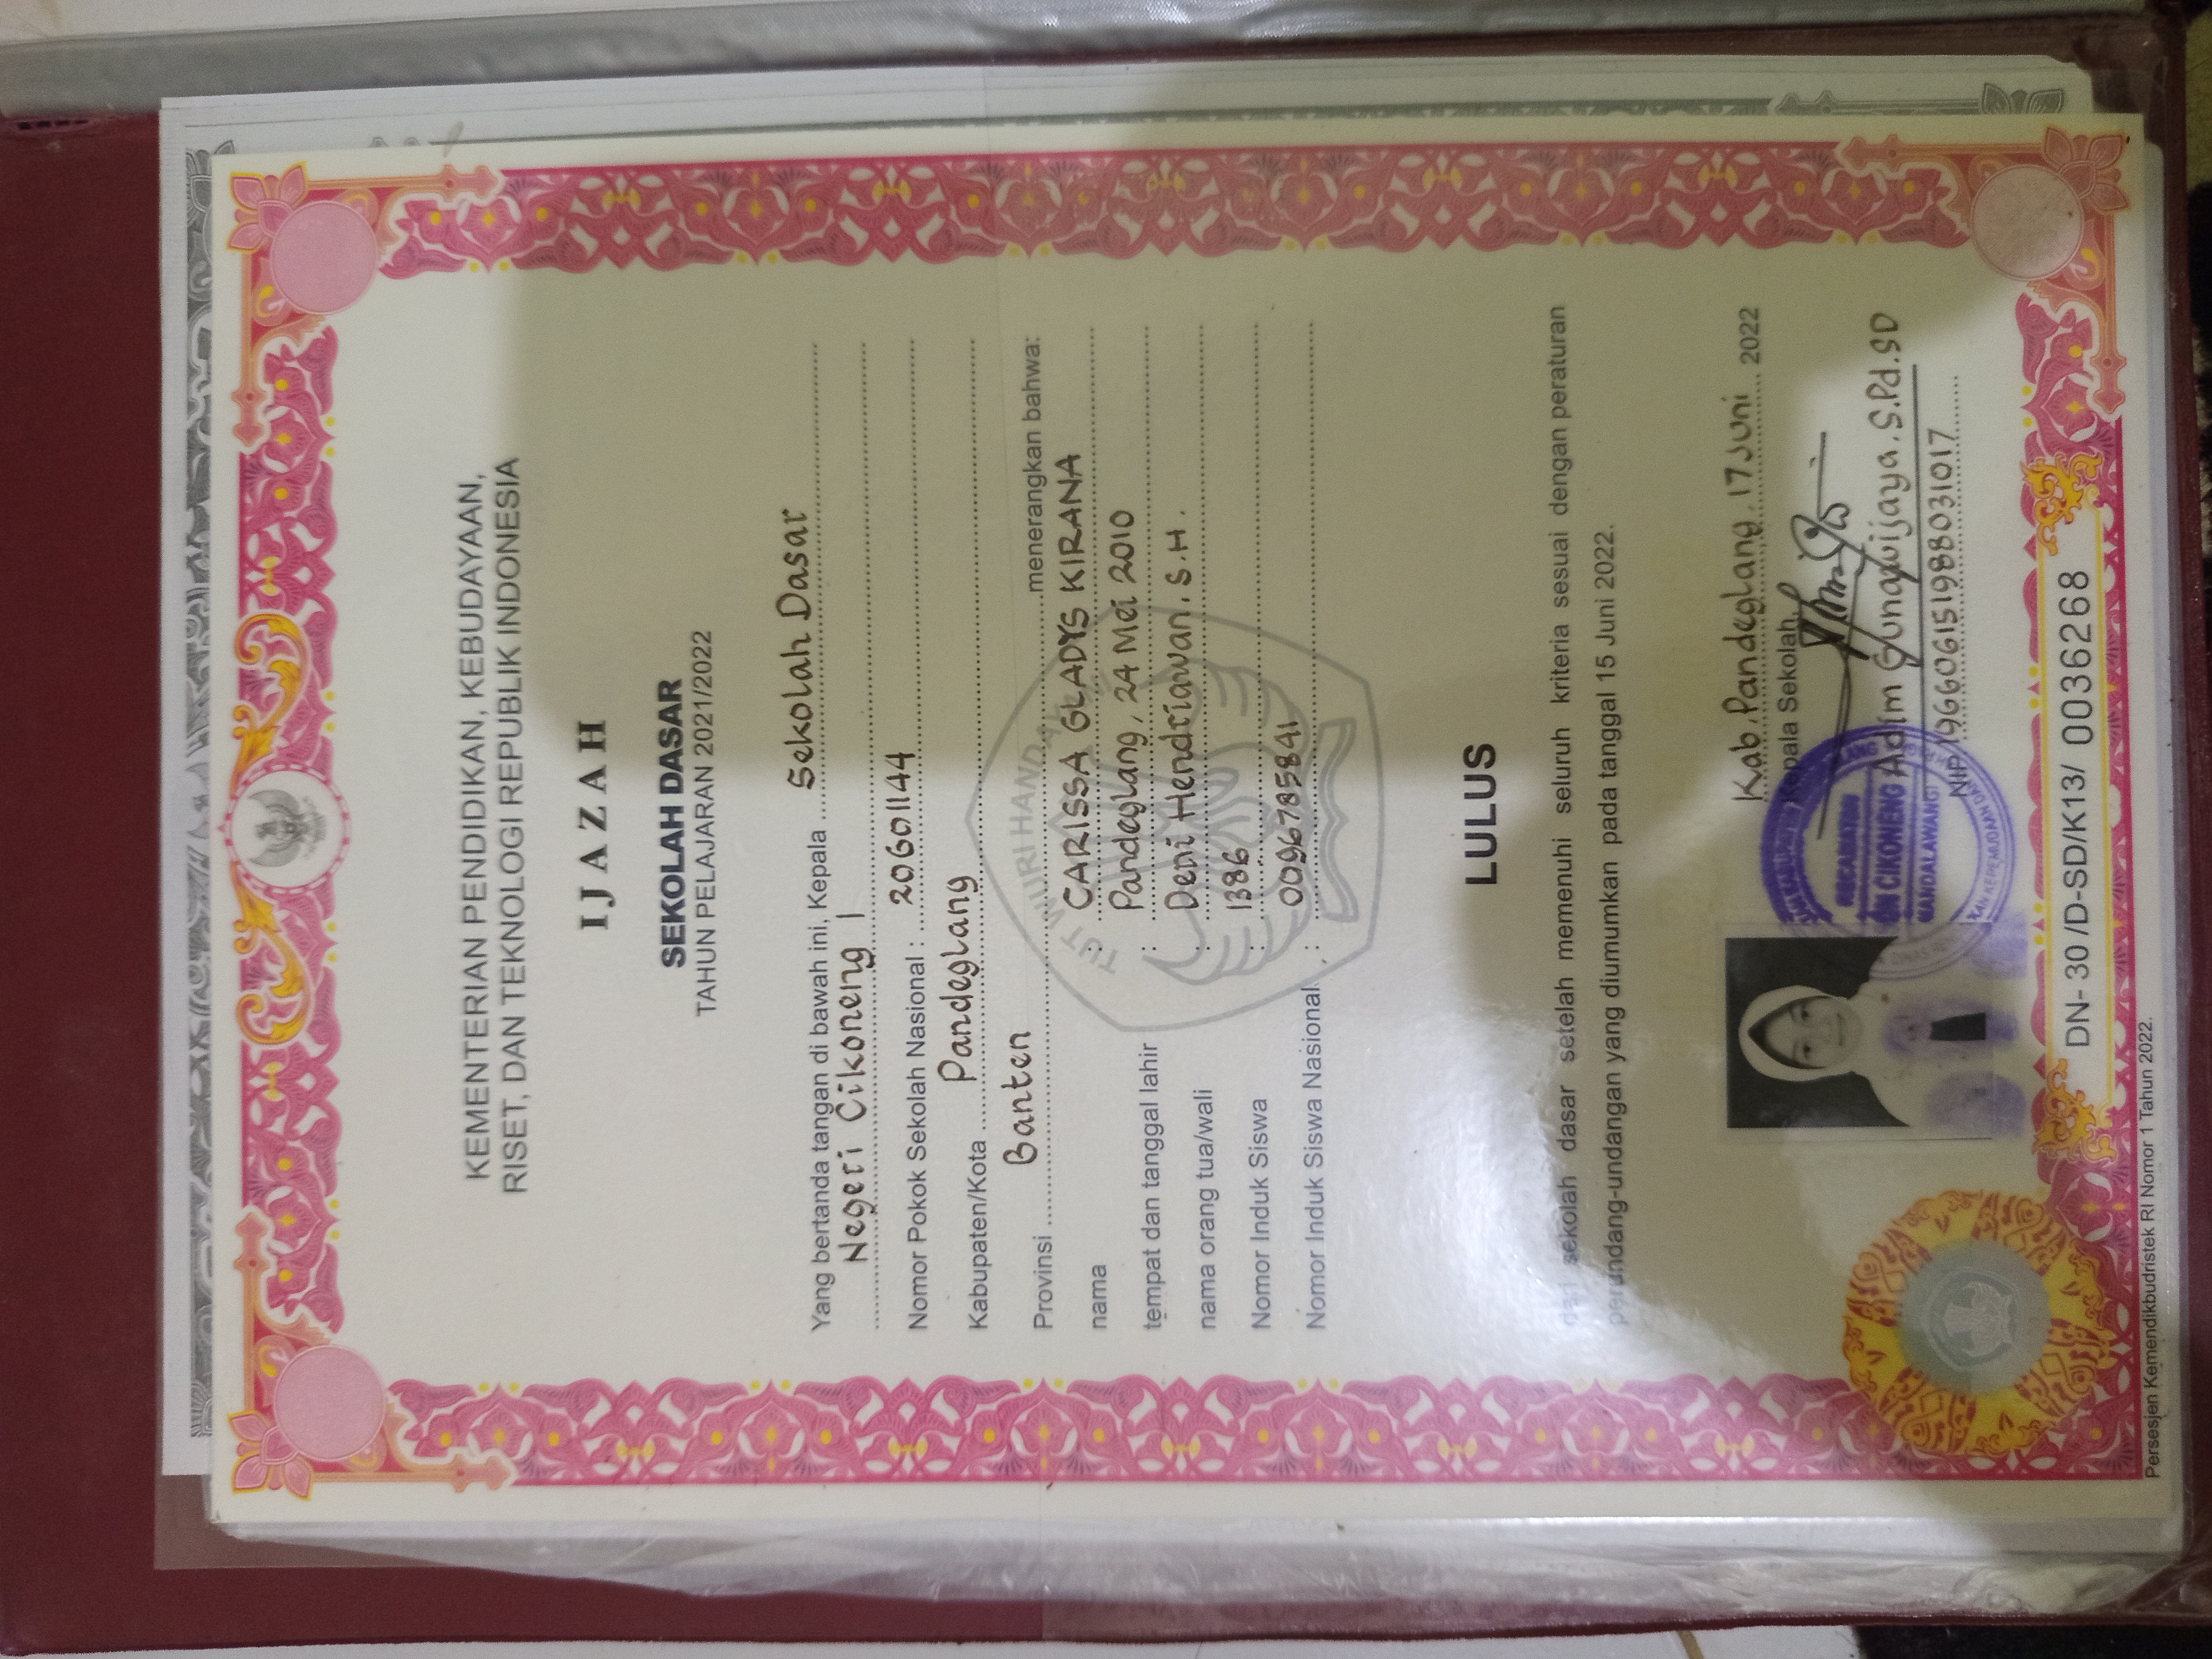 KEMENTERIAN PENDIDIKAN, KEBUDAYAAN,
RISET, DAN TEKNOLOGI REPUBLIK INDONESIA
IJAZAH
SEKOLAH DASAR
TAHUN PELAJARAN 2021/2022
Yang bertanda tangan di bawah ini, Kepala Sekolah Dasar
Negeri Cikoneng 1
Nomor Pokok Sekolah Nasional : 20601144
Kabupaten/Kota Pandeglang
Provinsi Banten menerangkan bahwa:
TUT WURI HANDAYANI
nama : CARISSA GLADYS KIRANA
tempat dan tanggal lahir : Pandeglang, 24 Mei 2010
nama orang tua/wali : Deni Hendriawan. S.H.
Nomor Induk Siswa : 1386
Nomor Induk Siswa Nasional : 0096785841
LULUS
dari sekolah dasar setelah memenuhi seluruh kriteria sesuai dengan peraturan
perundang-undangan yang diumumkan pada tanggal 15 Juni 2022.
Kab. Pandeglang, 17 Juni 2022
Kepala Sekolah,
KECAMATAN
CIKONENG
MANDALAWANGI
KEPEMUDAAN DAN
Adim Gunawijaya. S.Pd.SD
NIP 196606151988031017
DN- 30 /D-SD/K13/ 0036268
Persesjen Kemendikbudristek RI Nomor 1 Tahun 2022.